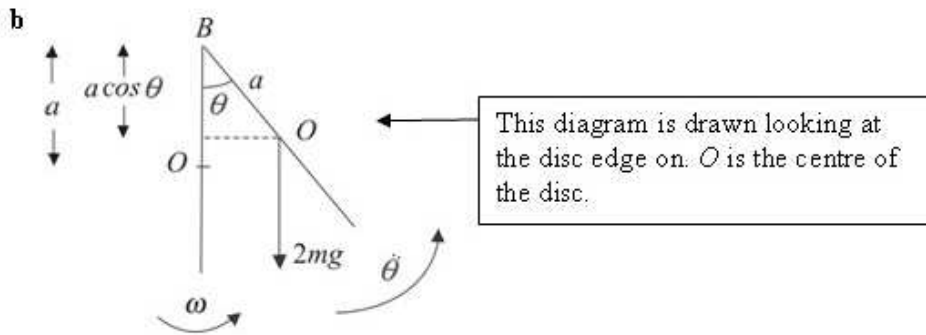 b
B
a
a cos θ
θ
a
O
O
2mg
θ̈
ω
This diagram is drawn looking at
the disc edge on. O is the centre of
the disc.